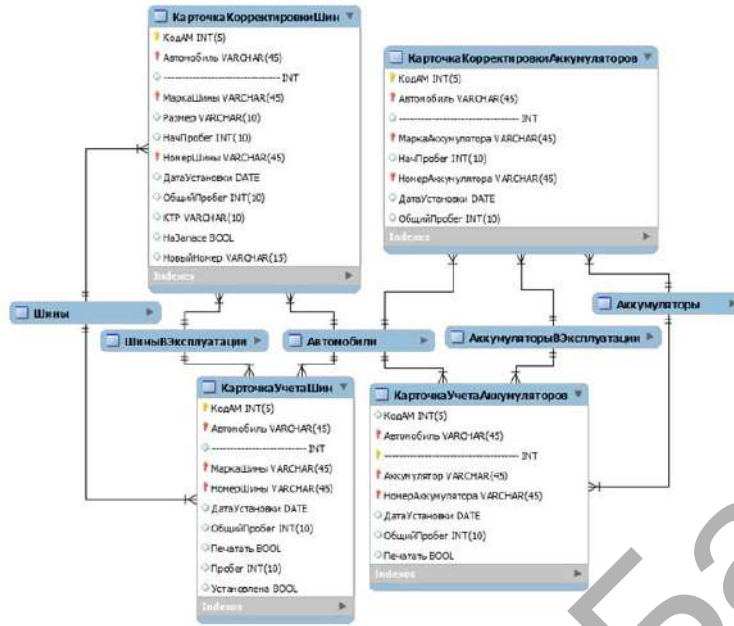 КарточкаКорректировкиШин
КодАМ INT(5)
Автомобиль VARCHAR(45)
------------------------------- INT
МаркаШины VARCHAR(45)
Размер VARCHAR(10)
НачПробег INT(10)
НомерШины VARCHAR(45)
ДатаУстановки DATE
ОбщийПробег INT(10)
КТР VARCHAR(10)
НаЗапасе BOOL
НовыйНомер VARCHAR(15)
Indexes
КарточкаКорректировкиАккумуляторов
КодАМ INT(5)
Автомобиль VARCHAR(45)
------------------------------- INT
МаркаАккумулятора VARCHAR(45)
НачПробег INT(10)
НомерАккумулятора VARCHAR(45)
ДатаУстановки DATE
ОбщийПробег INT(10)
Indexes
Шины
ШиныВЭксплуатации
Автомобили
АккумуляторыВЭксплуатации
Аккумуляторы
КарточкаУчетаШин
КодАМ INT(5)
Автомобиль VARCHAR(45)
------------------------- INT
МаркаШины VARCHAR(45)
НомерШины VARCHAR(45)
ДатаУстановки DATE
ОбщийПробег INT(10)
Печатать BOOL
Пробег INT(10)
Установлена BOOL
Indexes
КарточкаУчетаАккумуляторов
КодАМ INT(5)
Автомобиль VARCHAR(45)
----------------------------------- INT
Аккумулятор VARCHAR(45)
НомерАккумулятора VARCHAR(45)
ДатаУстановки DATE
ОбщийПробег INT(10)
Печатать BOOL
Indexes